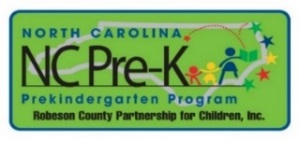 NORTH CAROLINA
NC Pre-K
Prekindergarten Program
Robeson County Partnership for Children, Inc.